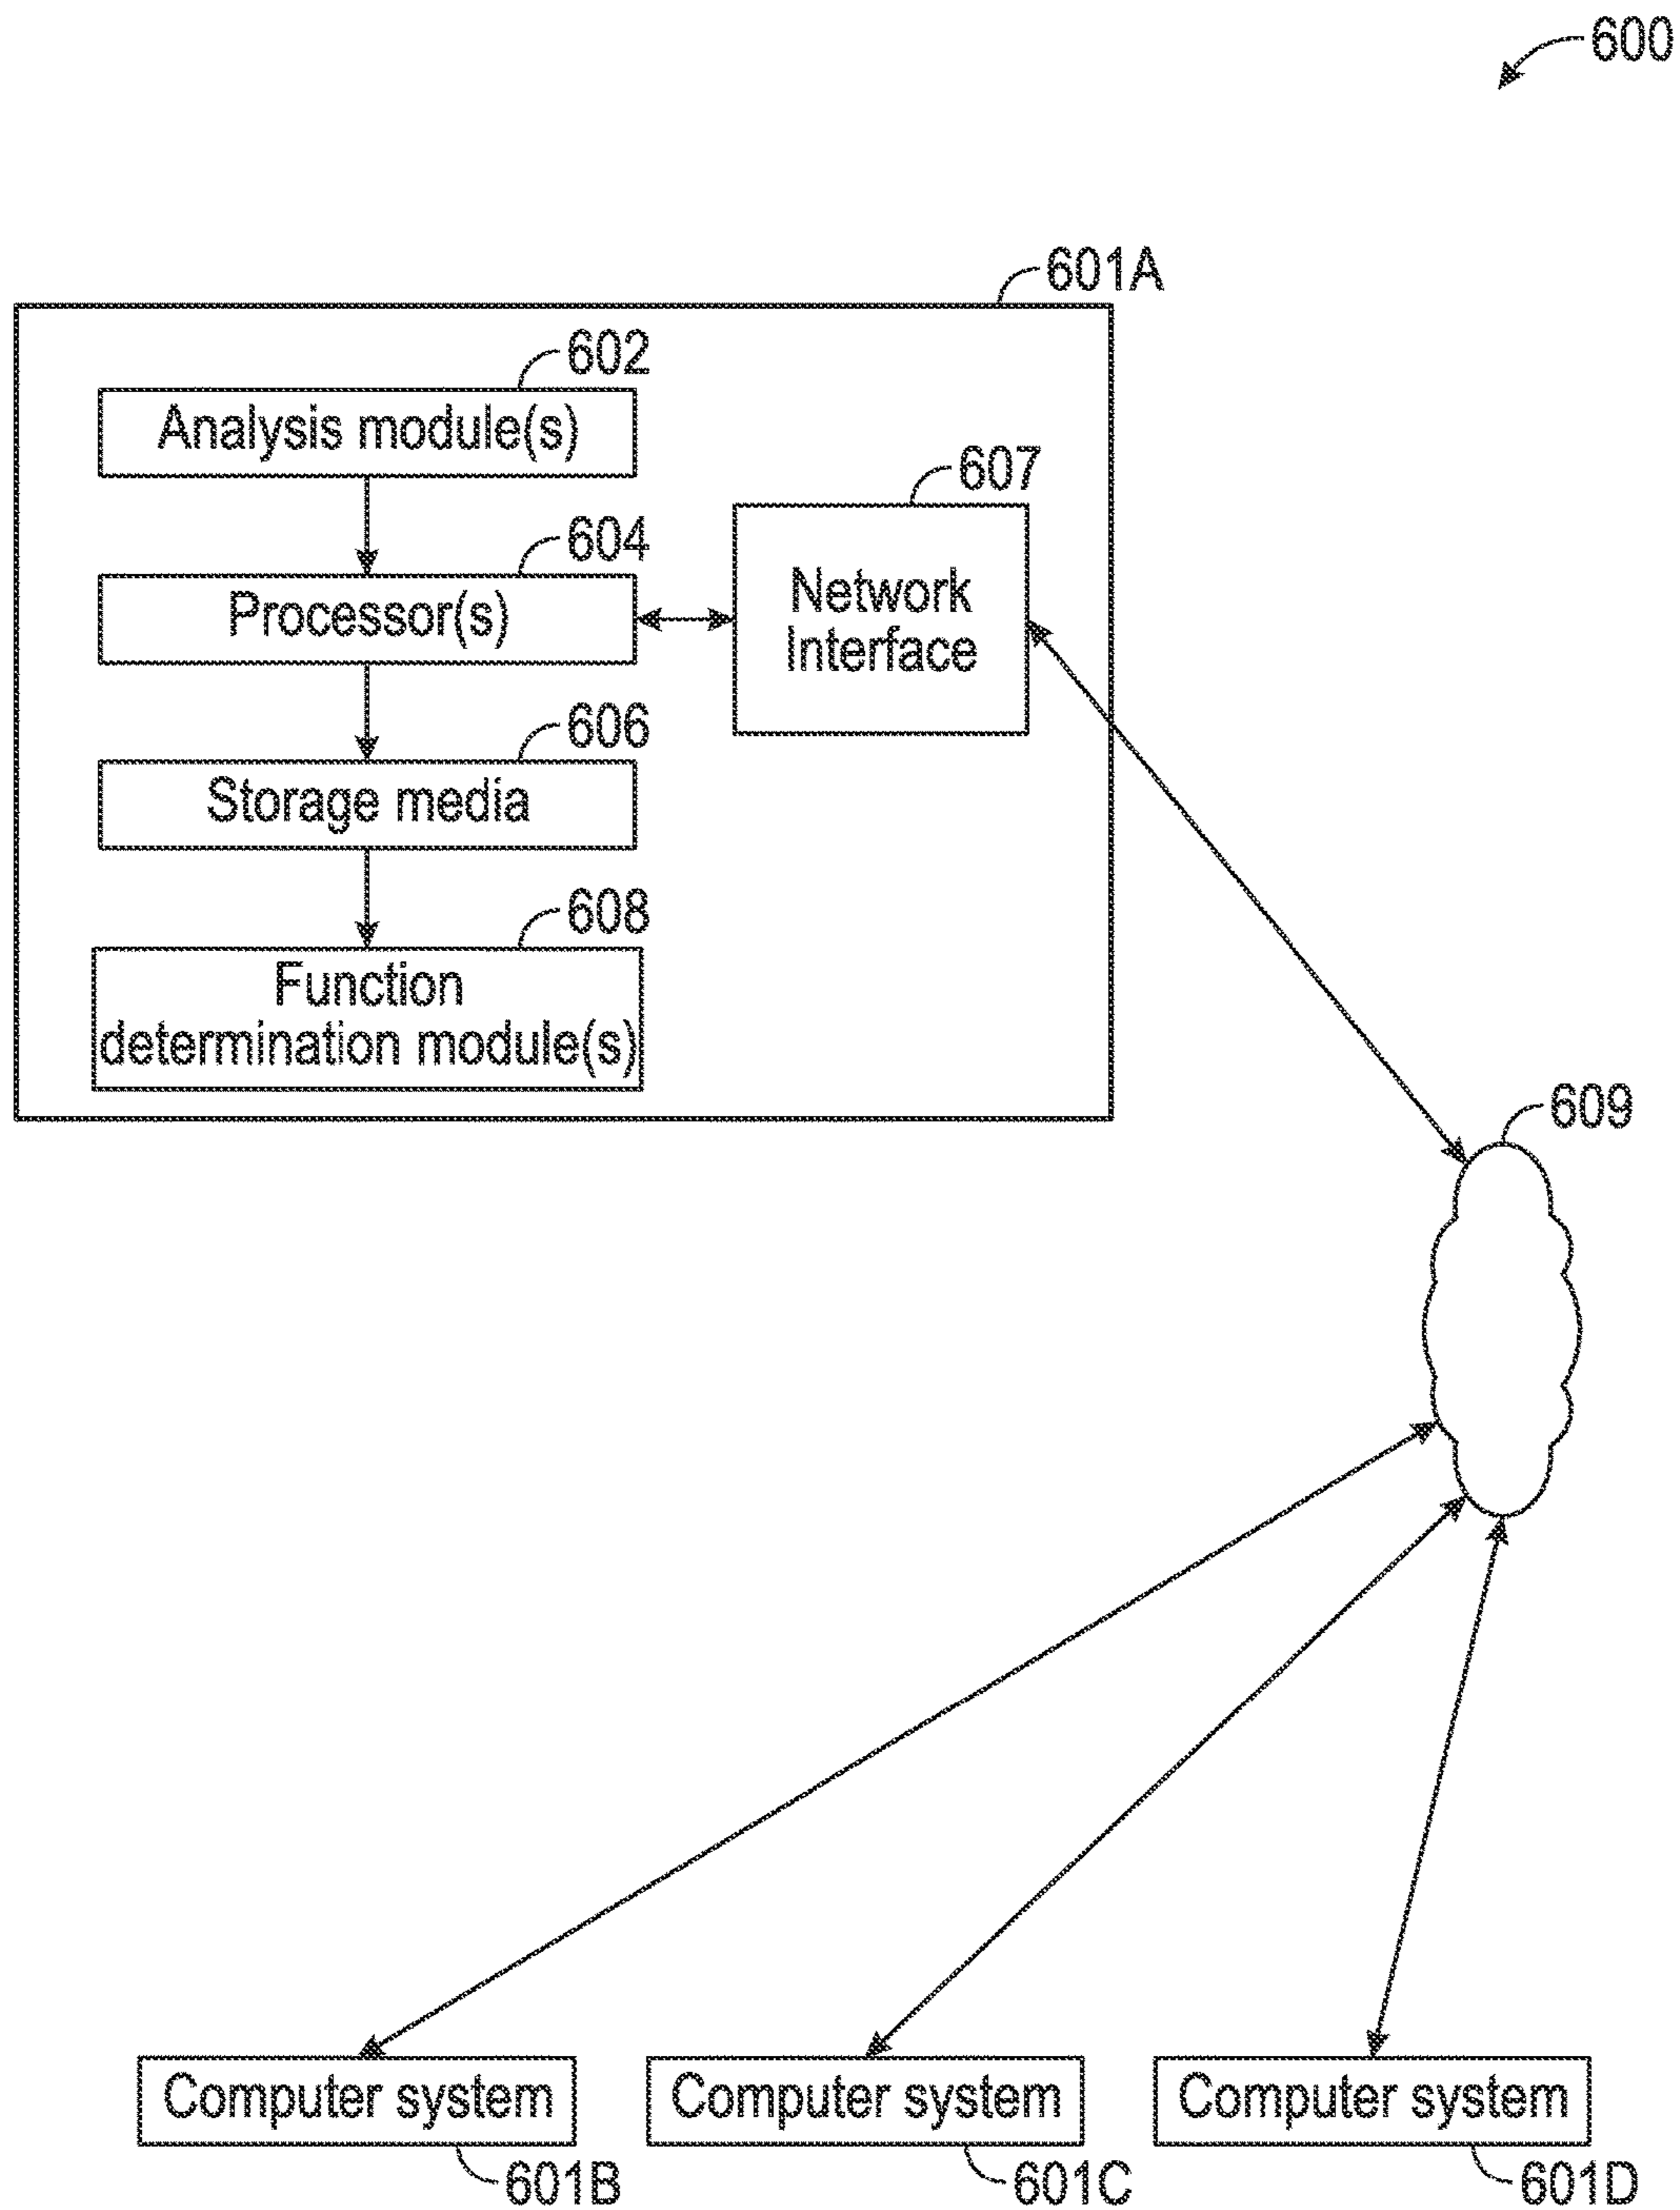 600
601A
602
Analysis module(s)
607
604
Processor(s)
Network
Interface
606
Storage media
608
Function
determination module(s)
609
Computer system
Computer system
Computer system
601B
601C
601D